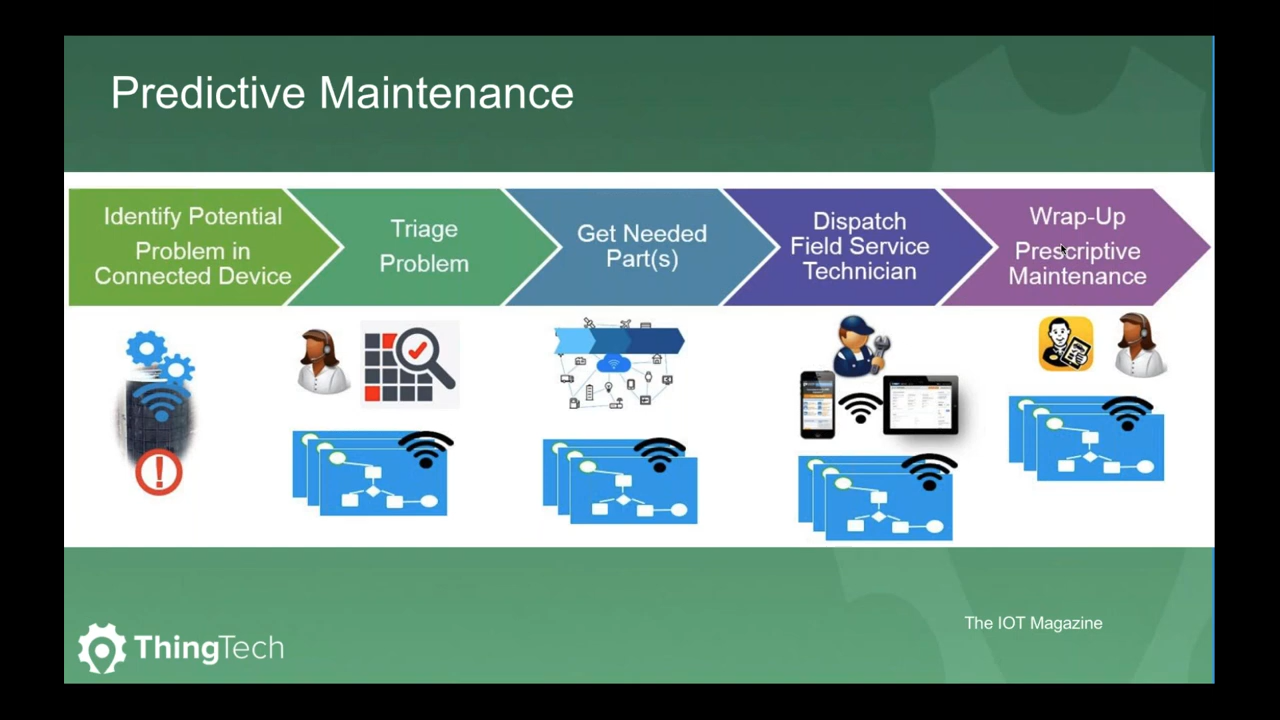 Predictive Maintenance
Identify Potential
Problem in
Connected Device
Triage
Problem
Get Needed
Part(s)
Dispatch
Field Service
Technician
Wrap-Up
Prescriptive
Maintenance
ThingTech
The IOT Magazine